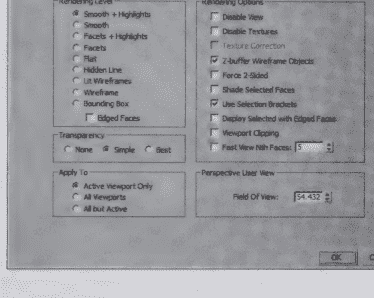 Rendering Level
Smooth + Highlights
Smooth
Facets + Highlights
Facets
Flat
Hidden Line
Lit Wireframes
Wireframe
Bounding Box
Edged Faces
Transparency
None Simple Best
Apply To
Active Viewport Only
All Viewports
All but Active
Rendering Options
Disable View
Disable Textures
Texture Correction
Z-buffer Wireframe Objects
Force 2-Sided
Shade Selected Faces
Use Selection Brackets
Display Selected with Edged Faces
Viewport Clipping
Fast View Nth Faces: 5
Perspective User View
Field Of View: 54.432
OK